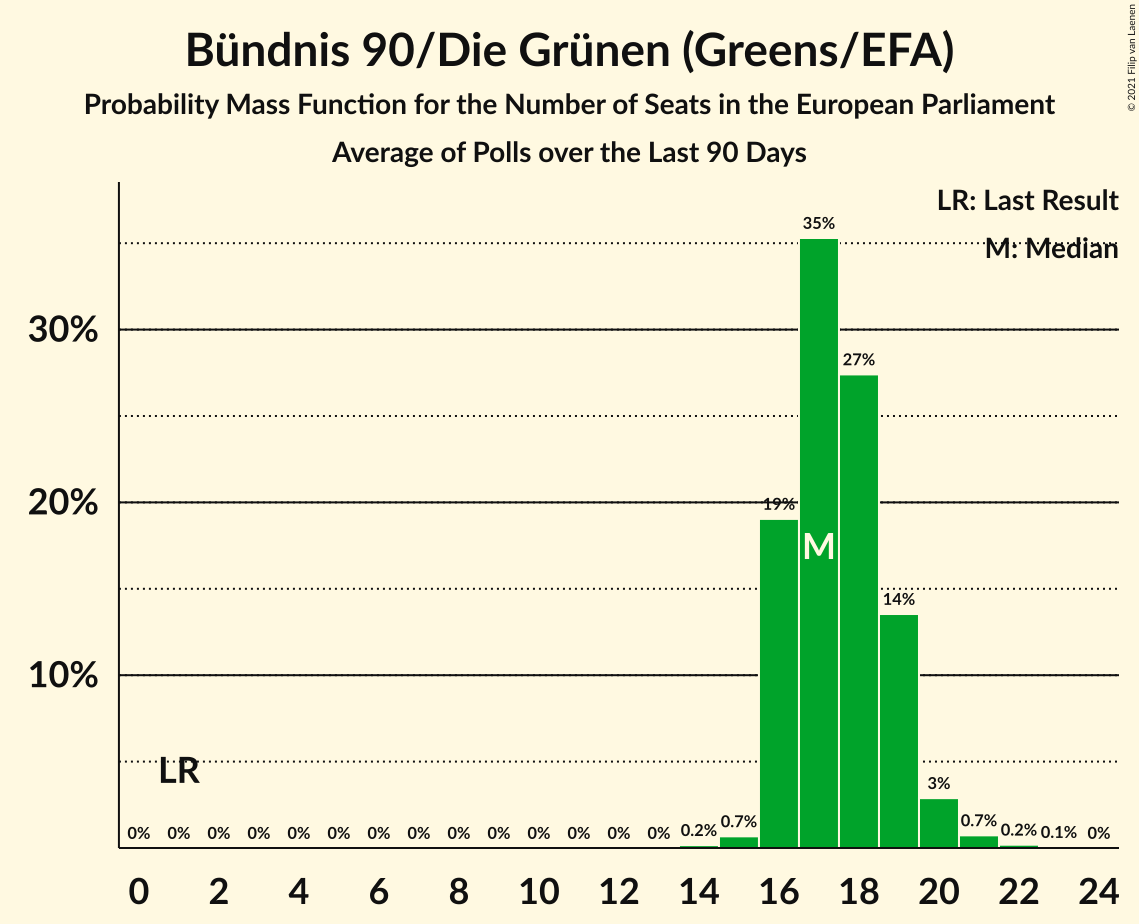 © 2021 Filip van Laenen
Bündnis 90/Die Grünen (Greens/EFA)
Probability Mass Function for the Number of Seats in the European Parliament
Average of Polls over the Last 90 Days
LR: Last Result
M: Median
35%
30%
27%
20%
19%
M
14%
10%
LR
3%
0% 0% 0% 0% 0% 0% 0% 0% 0% 0% 0% 0% 0% 0% 0.2% 0.7% 0.7% 0.2% 0.1% 0%
0 2 4 6 8 10 12 14 16 18 20 22 24